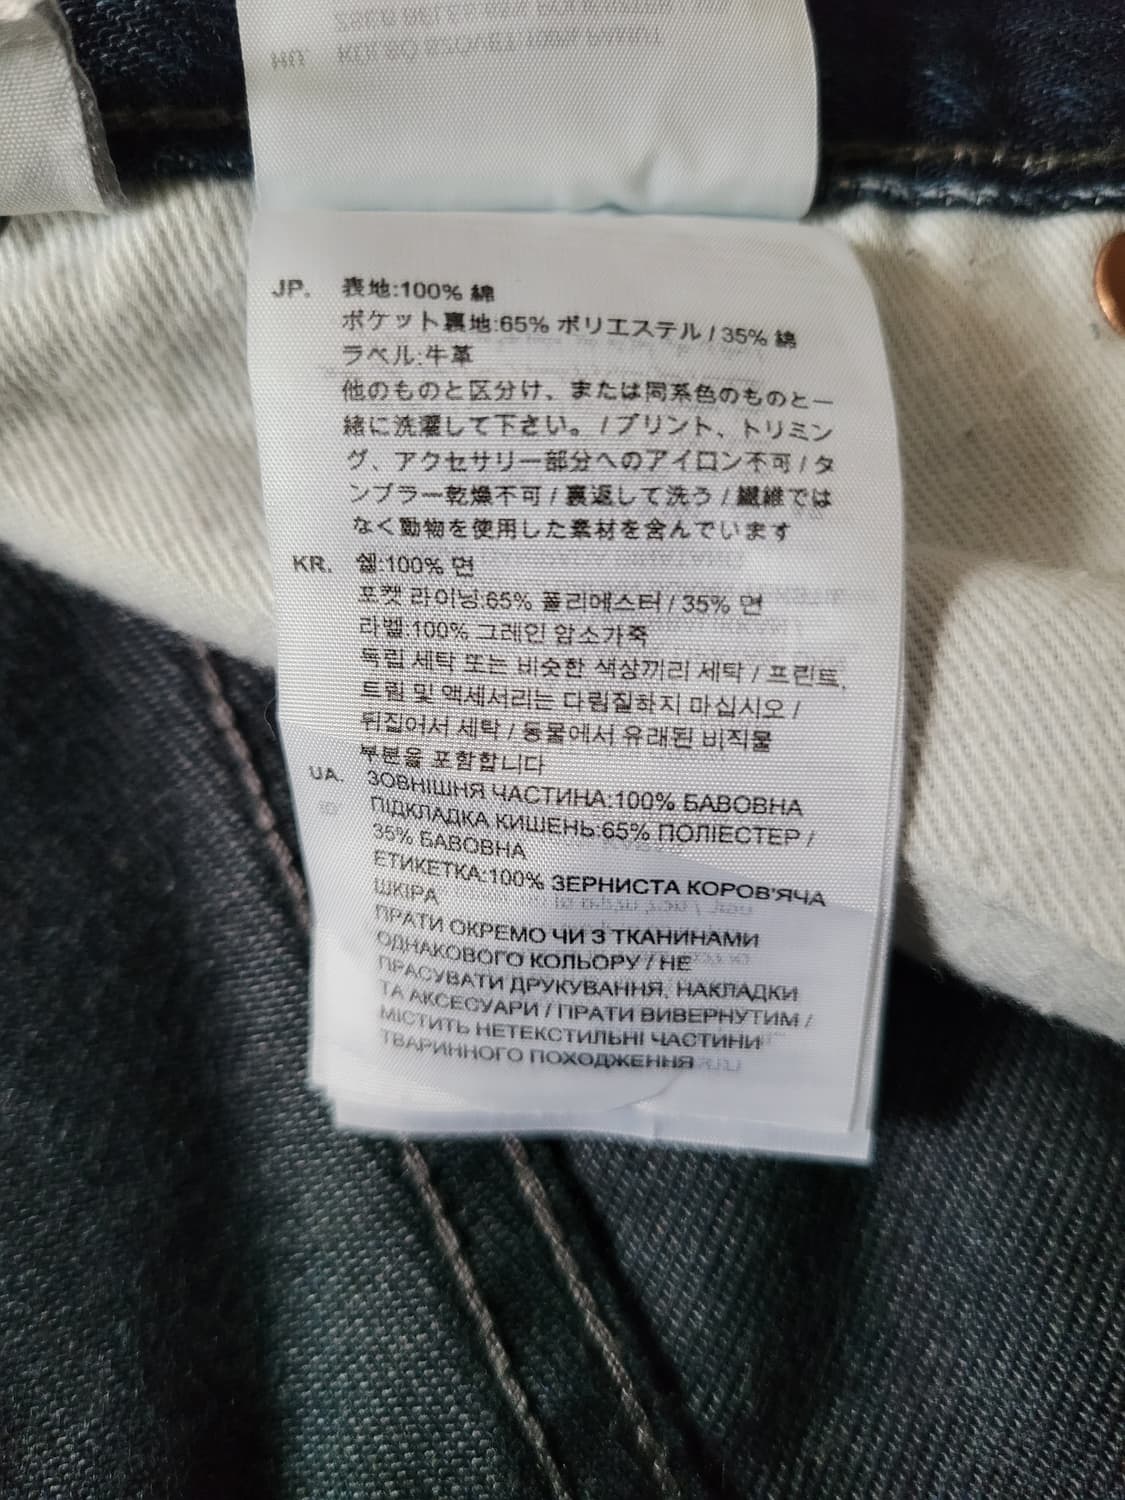 JP. 表地:100% 綿
ポケット裏地:65% ポリエステル / 35% 綿
ラベル:牛革
他のものと区分け、または同系色のものと一
緒に洗濯して下さい。 / プリント、トリミン
グ、アクセサリー部分へのアイロン不可 / タ
ンブラー乾燥不可 / 裏返して洗う / 繊維では
なく動物を使用した素材を含んでいます
KR. 쉘:100% 면
포켓 라이닝:65% 폴리에스터 / 35% 면
라벨:100% 그레인 암소가죽
독립 세탁 또는 비슷한 색상끼리 세탁 / 프린트,
트림 및 액세서리는 다림질하지 마십시오 /
뒤집어서 세탁 / 동물에서 유래된 비직물
부분을 포함합니다
UA. ЗОВНІШНЯ ЧАСТИНА:100% БАВОВНА
ПІДКЛАДКА КИШЕНЬ:65% ПОЛІЕСТЕР /
35% БАВОВНА
ЕТИКЕТКА:100% ЗЕРНИСТА КОРОВ'ЯЧА
ШКІРА
ПРАТИ ОКРЕМО ЧИ З ТКАНИНАМИ
ОДНАКОВОГО КОЛЬОРУ / НЕ
ПРАСУВАТИ ДРУКУВАННЯ, НАКЛАДКИ
ТА АКСЕСУАРИ / ПРАТИ ВИВЕРНУТИМ /
МІСТИТЬ НЕТЕКСТИЛЬНІ ЧАСТИНИ
ТВАРИННОГО ПОХОДЖЕННЯ